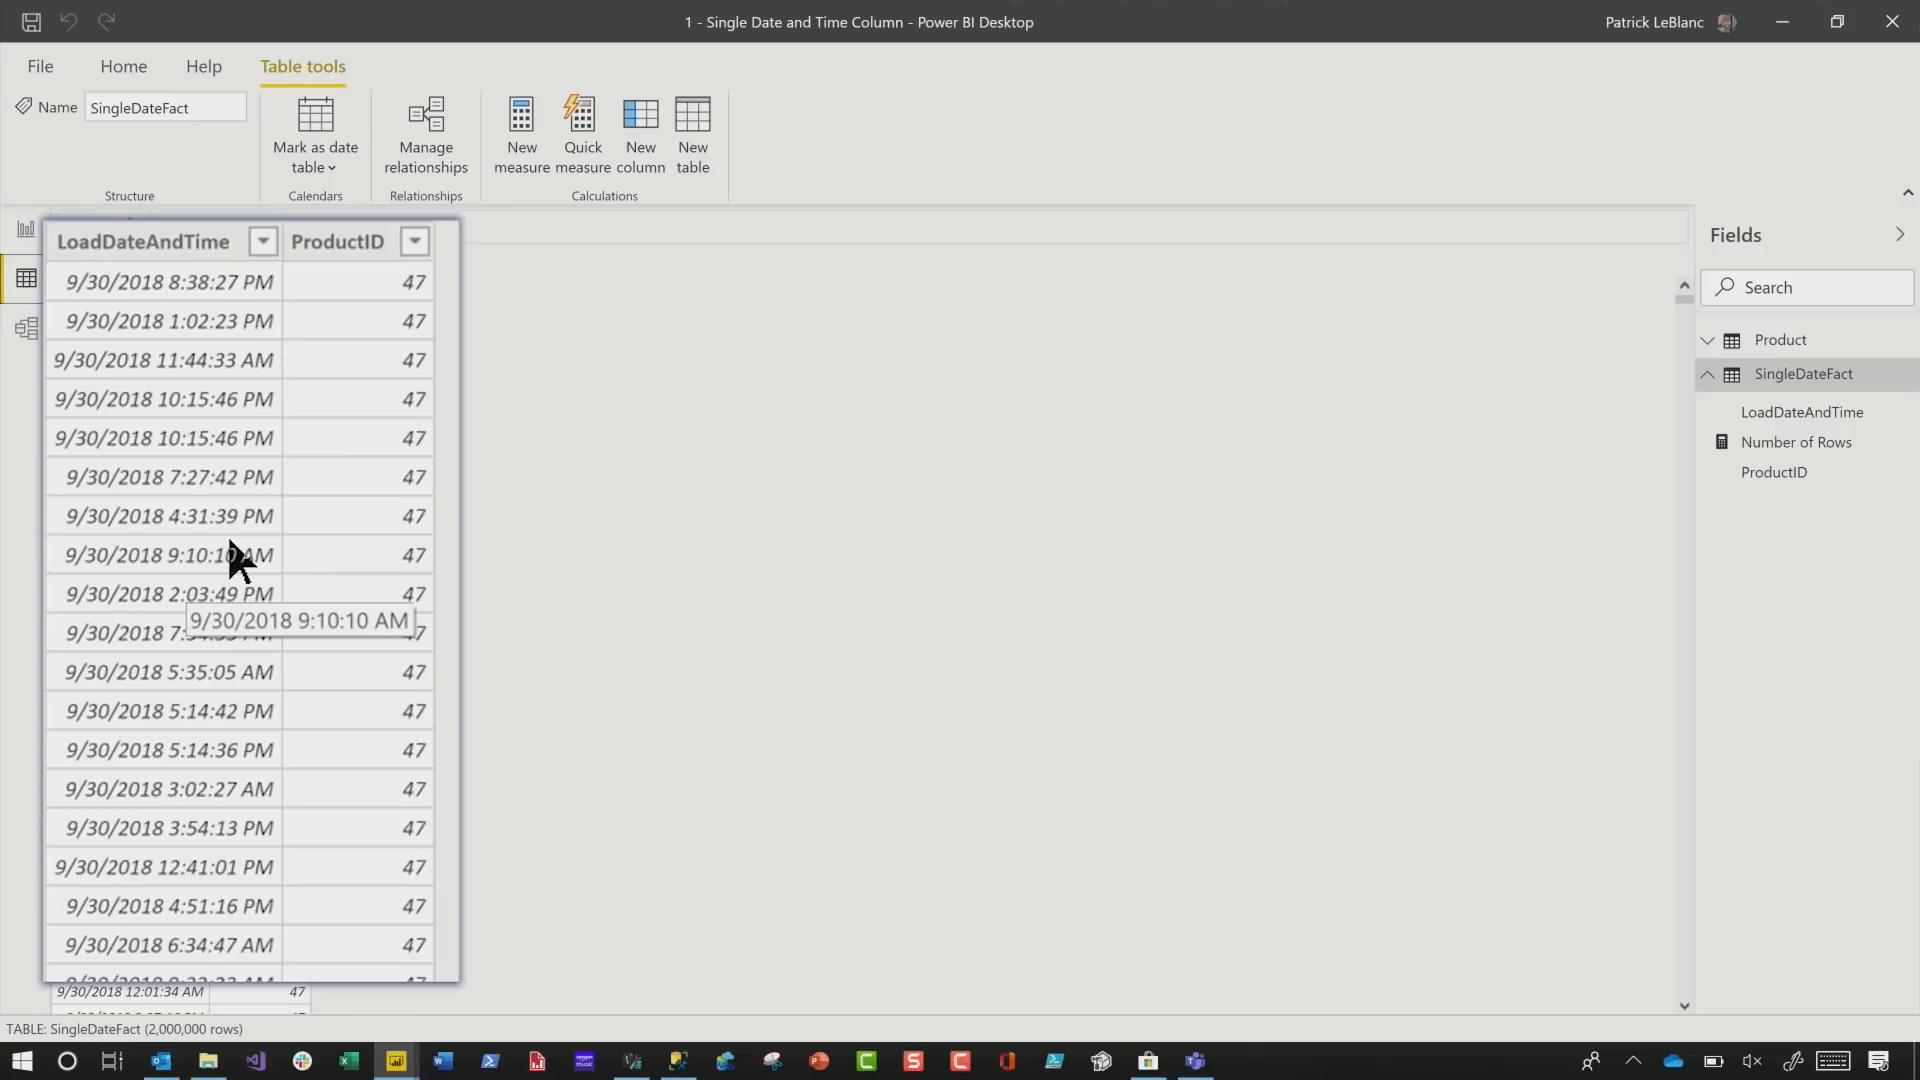 1 - Single Date and Time Column - Power BI Desktop
Patrick LeBlanc
File
Home
Help
Table tools
Name
SingleDateFact
Mark as date
table
Manage
relationships
New
measure
Quick
measure
New
column
New
table
Structure
Calendars
Relationships
Calculations
LoadDateAndTime
ProductID
9/30/2018 8:38:27 PM 47
9/30/2018 1:02:23 PM 47
9/30/2018 11:44:33 AM 47
9/30/2018 10:15:46 PM 47
9/30/2018 10:15:46 PM 47
9/30/2018 7:27:42 PM 47
9/30/2018 4:31:39 PM 47
9/30/2018 9:10:10 AM 47
9/30/2018 2:03:49 PM 47
9/30/2018 9:10:10 AM
9/30/2018
9/30/2018 5:35:05 AM 47
9/30/2018 5:14:42 PM 47
9/30/2018 5:14:36 PM 47
9/30/2018 3:02:27 AM 47
9/30/2018 3:54:13 PM 47
9/30/2018 12:41:01 PM 47
9/30/2018 4:51:16 PM 47
9/30/2018 6:34:47 AM 47
9/30/2018 12:01:34 AM 47
Fields
Search
Product
SingleDateFact
LoadDateAndTime
Number of Rows
ProductID
TABLE: SingleDateFact (2,000,000 rows)